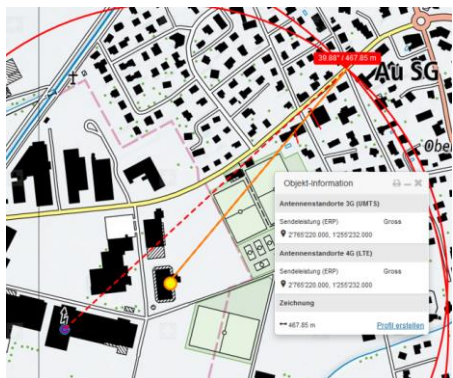 39.88° / 467.85 m
Au SG
Ober
Objekt-Information
Antennenstandorte 3G (UMTS)
Sendeleistung (ERP) Gross
2'765'220.000, 1'255'232.000
Antennenstandorte 4G (LTE)
Sendeleistung (ERP) Gross
2'765'220.000, 1'255'232.000
Zeichnung
467.85 m Profil erstellen